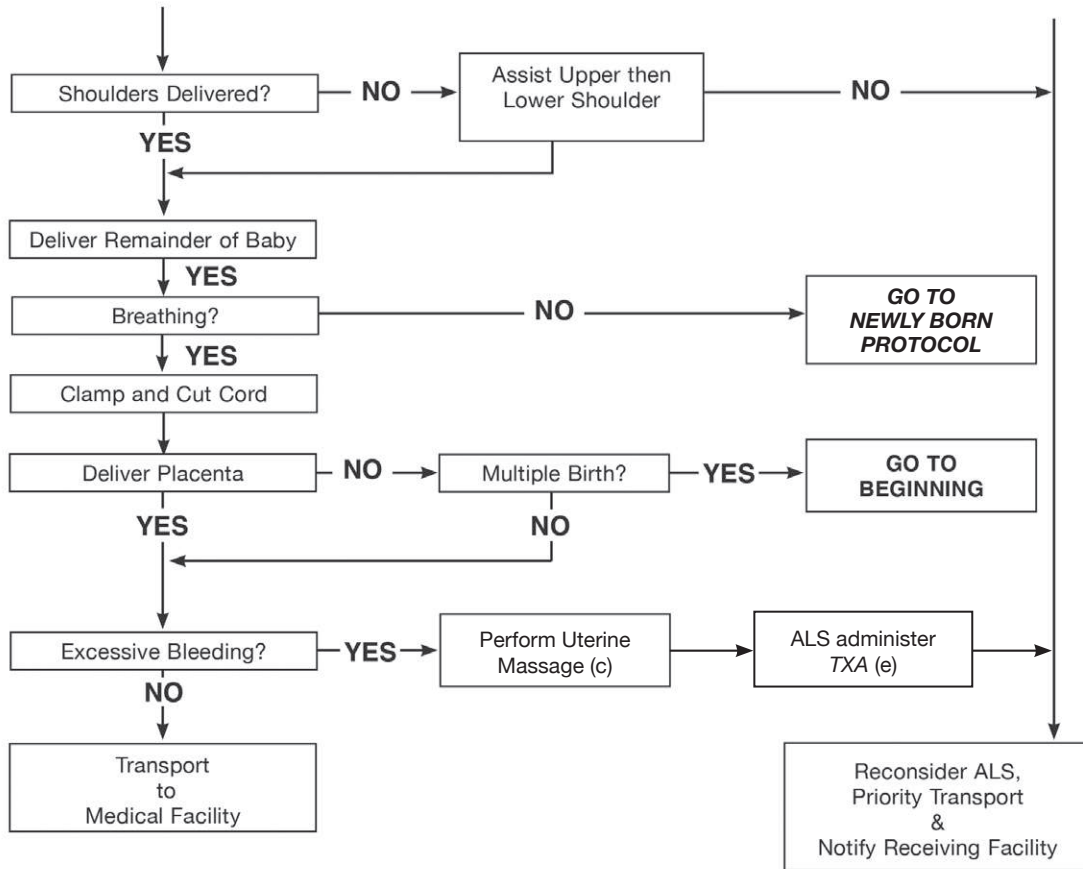 Shoulders Delivered?
NO
Assist Upper then
Lower Shoulder
NO
YES
Deliver Remainder of Baby
YES
Breathing?
NO
GO TO
NEWLY BORN
PROTOCOL
YES
Clamp and Cut Cord
Deliver Placenta
NO
Multiple Birth?
YES
GO TO
BEGINNING
YES
NO
Excessive Bleeding?
YES
Perform Uterine
Massage (c)
ALS administer
TXA (e)
NO
Transport
to
Medical Facility
Reconsider ALS,
Priority Transport
&
Notify Receiving Facility